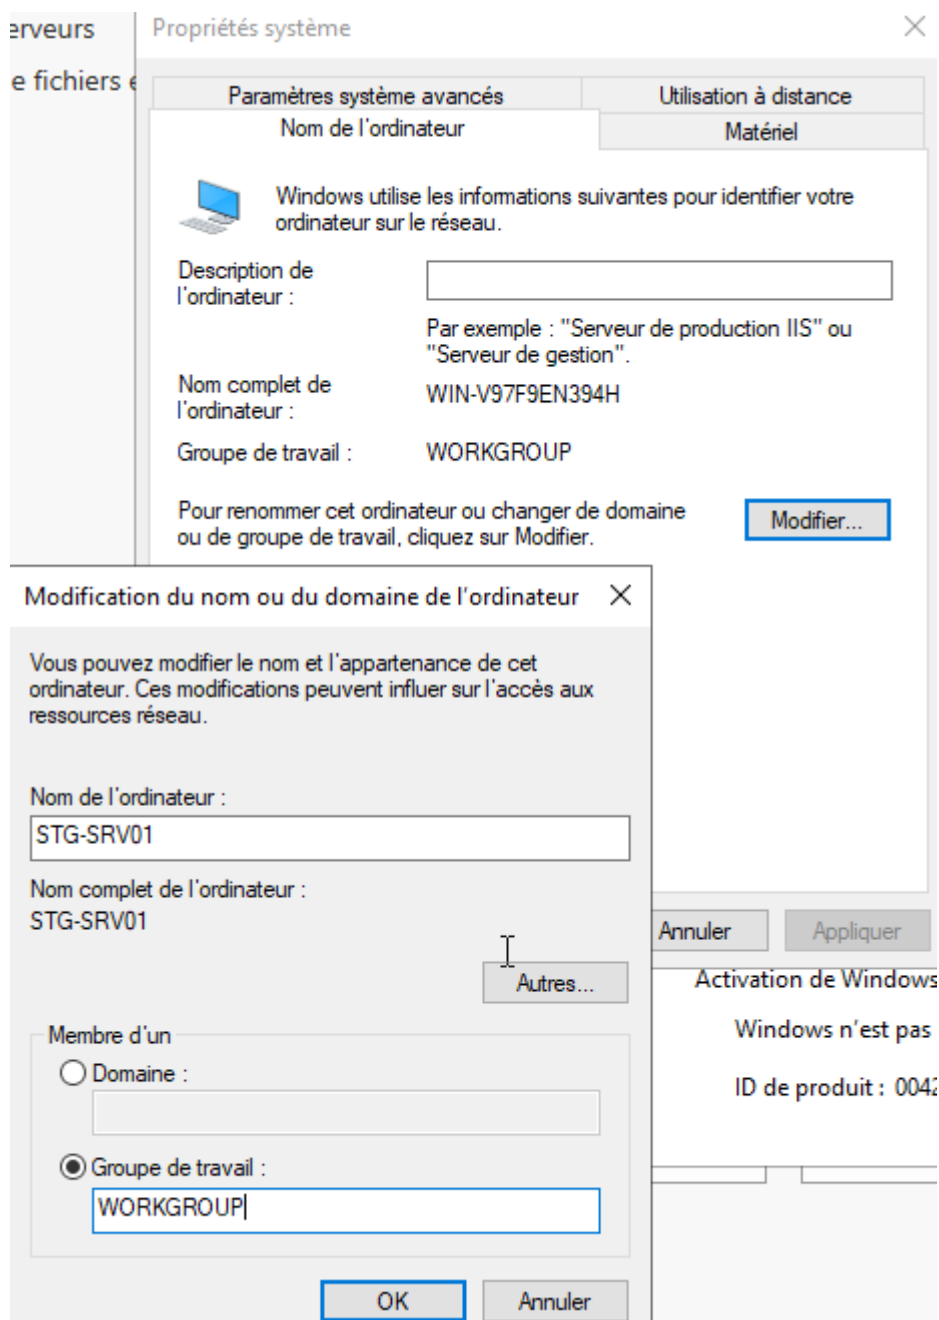 erveurs
e fichiers e
Propriétés système
Paramètres système avancés
Utilisation à distance
Nom de l'ordinateur
Matériel
Windows utilise les informations suivantes pour identifier votre
ordinateur sur le réseau.
Description de
l'ordinateur :
Par exemple : "Serveur de production IIS" ou
"Serveur de gestion".
Nom complet de
l'ordinateur :
WIN-V97F9EN394H
Groupe de travail :
WORKGROUP
Pour renommer cet ordinateur ou changer de domaine
ou de groupe de travail, cliquez sur Modifier.
Modifier...
Modification du nom ou du domaine de l'ordinateur
Vous pouvez modifier le nom et l'appartenance de cet
ordinateur. Ces modifications peuvent influer sur l'accès aux
ressources réseau.
Nom de l'ordinateur :
STG-SRV01
Nom complet de l'ordinateur :
STG-SRV01
Autres...
Membre d'un
Domaine :
Groupe de travail :
WORKGROUP
OK
Annuler
Annuler
Appliquer
Activation de Windows
Windows n'est pas
ID de produit : 0042